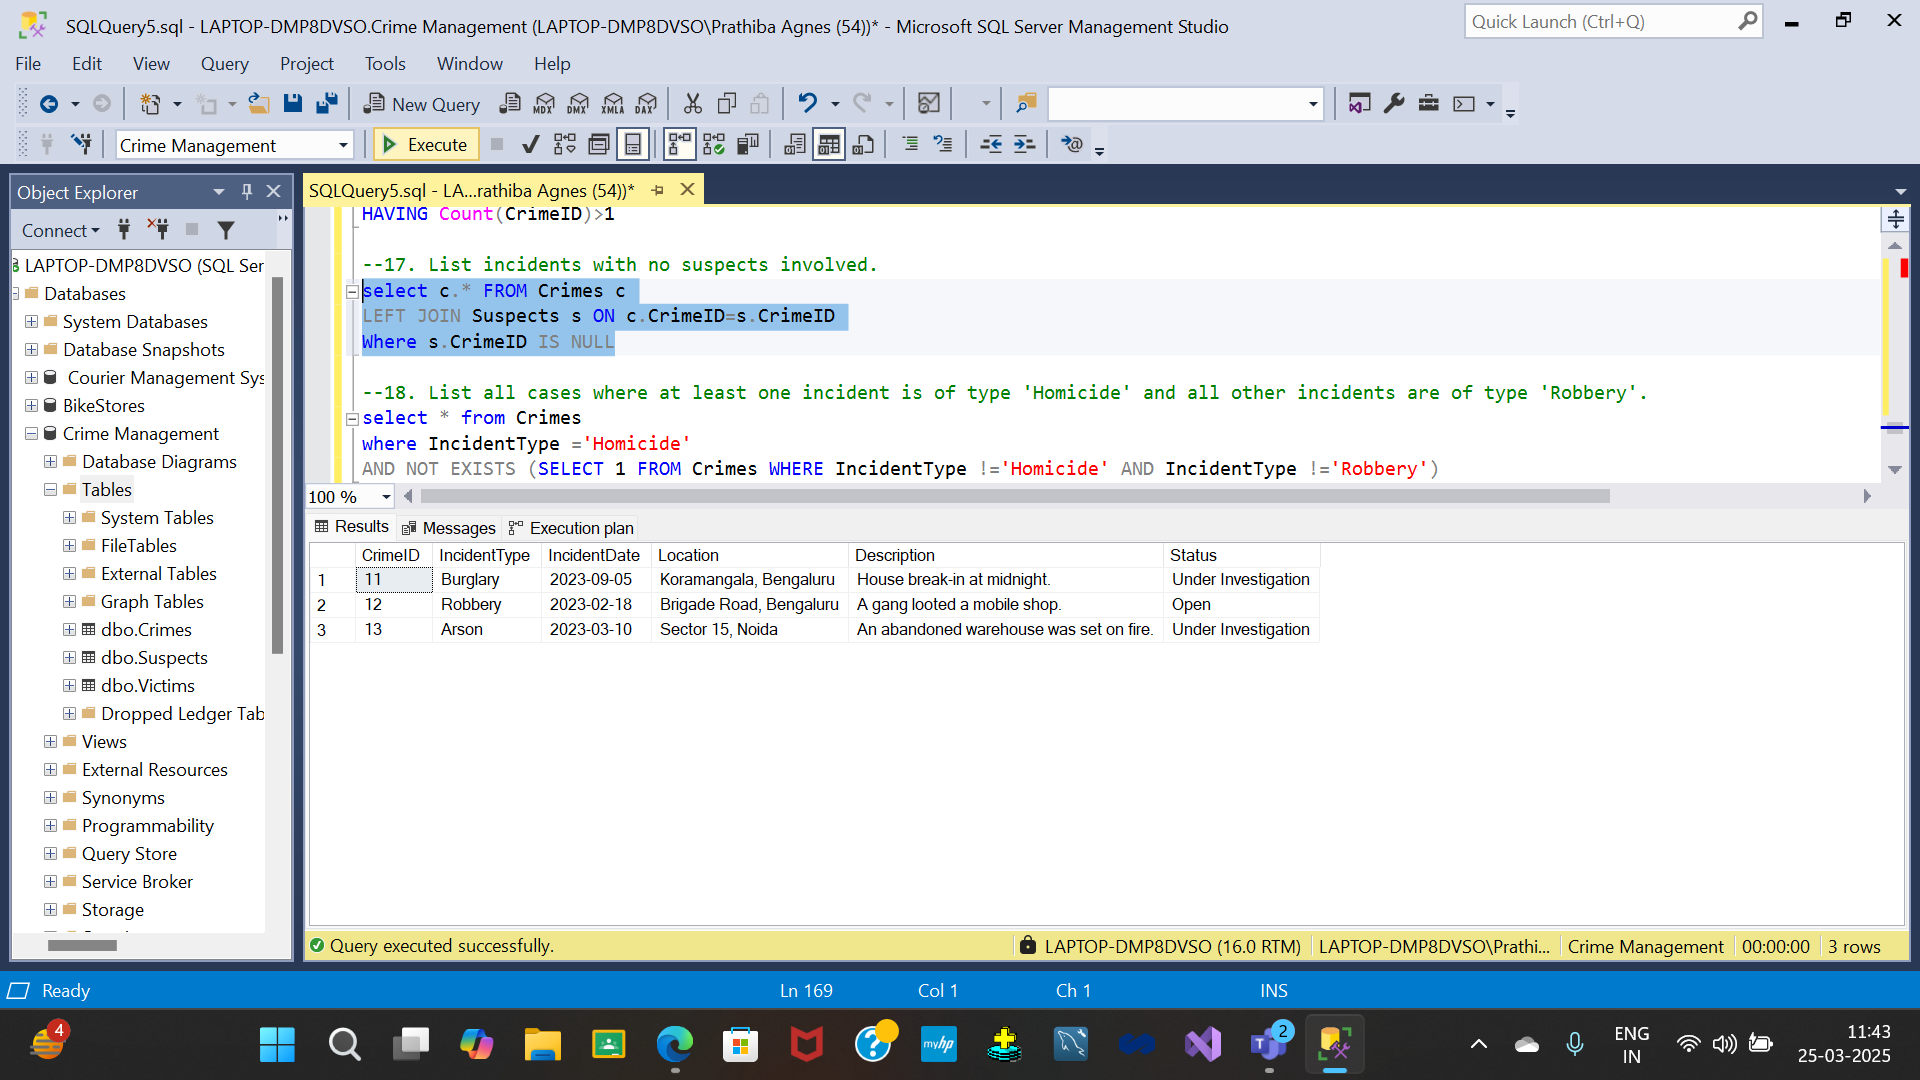 SQLQuery5.sql - LAPTOP-DMP8DVSO.Crime Management (LAPTOP-DMP8DVSO\Prathiba Agnes (54))* - Microsoft SQL Server Management Studio
Quick Launch (Ctrl+Q)
File Edit View Query Project Tools Window Help
New Query MDX DMX XMLA DAX
Crime Management Execute
Object Explorer
Connect
LAPTOP-DMP8DVSO (SQL Ser
Databases
System Databases
Database Snapshots
Courier Management Sys
BikeStores
Crime Management
Database Diagrams
Tables
System Tables
FileTables
External Tables
Graph Tables
dbo.Crimes
dbo.Suspects
dbo.Victims
Dropped Ledger Tab
Views
External Resources
Synonyms
Programmability
Query Store
Service Broker
Storage
SQLQuery5.sql - LA...rathiba Agnes (54))*
HAVING Count(CrimeID)>1
--17. List incidents with no suspects involved.
select c.* FROM Crimes c
LEFT JOIN Suspects s ON c.CrimeID=s.CrimeID
Where s.CrimeID IS NULL
--18. List all cases where at least one incident is of type 'Homicide' and all other incidents are of type 'Robbery'.
select * from Crimes
where IncidentType ='Homicide'
AND NOT EXISTS (SELECT 1 FROM Crimes WHERE IncidentType !='Homicide' AND IncidentType !='Robbery')
100 %
Results Messages Execution plan
CrimeID IncidentType IncidentDate Location Description Status
1 11 Burglary 2023-09-05 Koramangala, Bengaluru House break-in at midnight. Under Investigation
2 12 Robbery 2023-02-18 Brigade Road, Bengaluru A gang looted a mobile shop. Open
3 13 Arson 2023-03-10 Sector 15, Noida An abandoned warehouse was set on fire. Under Investigation
Query executed successfully. LAPTOP-DMP8DVSO (16.0 RTM) LAPTOP-DMP8DVSO\Prathi... Crime Management 00:00:00 3 rows
Ready Ln 169 Col 1 Ch 1 INS
4
myhp
2
ENG
IN
11:43
25-03-2025